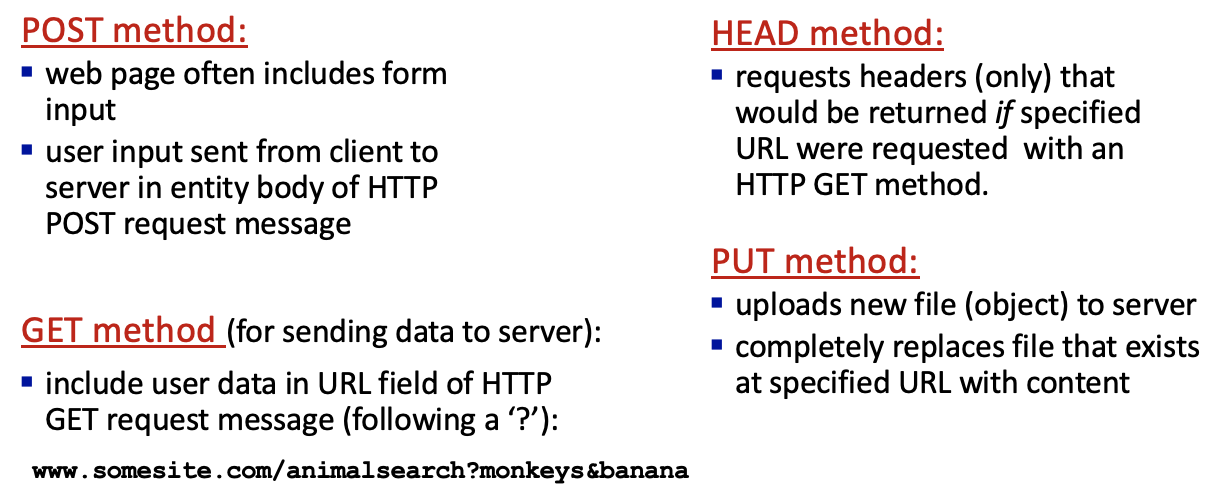 POST method:
▪ web page often includes form
input
▪ user input sent from client to
server in entity body of HTTP
POST request message
GET method (for sending data to server):
▪ include user data in URL field of HTTP
GET request message (following a ‘?’):
www.somesite.com/animalsearch?monkeys&banana
HEAD method:
▪ requests headers (only) that
would be returned if specified
URL were requested with an
HTTP GET method.
PUT method:
▪ uploads new file (object) to server
▪ completely replaces file that exists
at specified URL with content